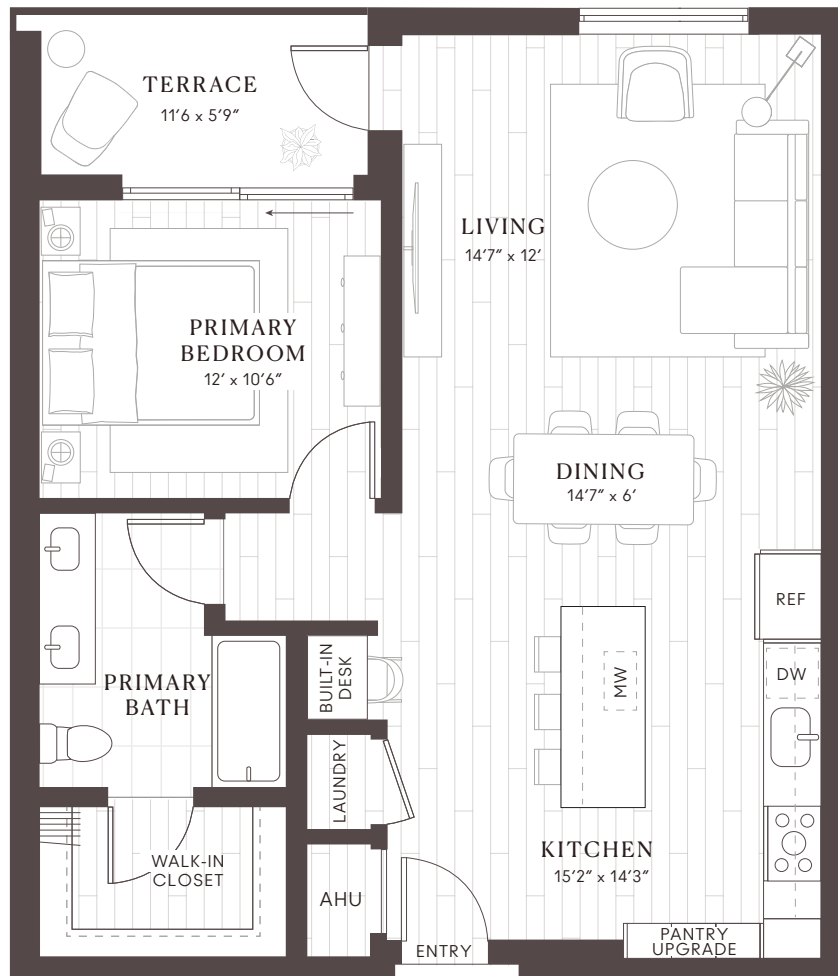 TERRACE
11′6 x 5′9″
LIVING
14′7″ x 12′
PRIMARY
BEDROOM
12′ x 10′6″
DINING
14′7″ x 6′
REF
BUILT-IN
DESK
MW
DW
PRIMARY
BATH
LAUNDRY
KITCHEN
15′2″ x 14′3″
WALK-IN
CLOSET
AHU
ENTRY
PANTRY
UPGRADE